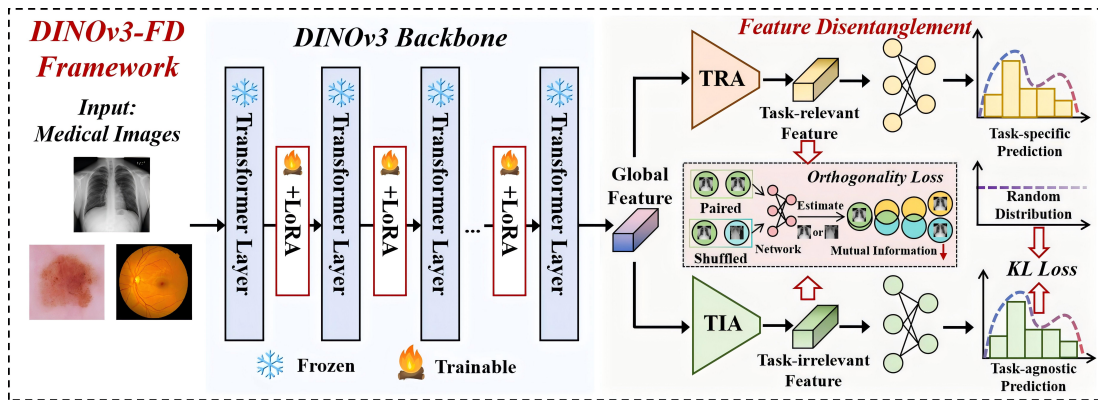 DINOv3-FD
Framework
Input:
Medical Images
DINOv3 Backbone
Transformer Layer
+LoRA
Transformer Layer
+LoRA
Transformer Layer
...
+LoRA
Transformer Layer
Frozen
Trainable
Global
Feature
Feature Disentanglement
TRA
Task-relevant
Feature
Task-specific
Prediction
Orthogonality Loss
Paired
Shuffled
Network
Estimate
or
Mutual Information
Random
Distribution
KL Loss
TIA
Task-irrelevant
Feature
Task-agnostic
Prediction